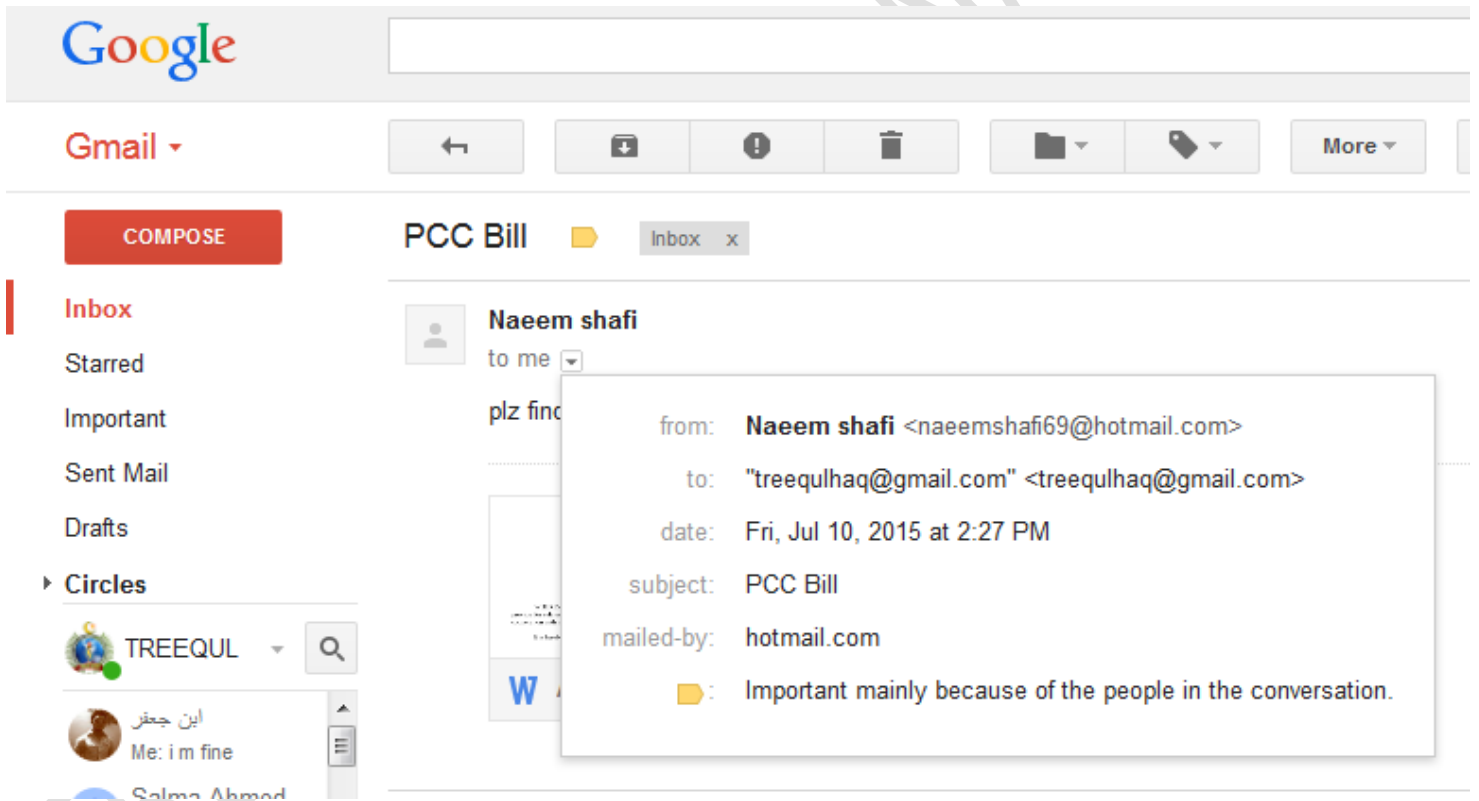 Google
Gmail
More
COMPOSE
PCC Bill
Inbox x
Inbox
Starred
Important
Sent Mail
Drafts
Circles
TREEQUL
ابن جعفر
Me: i m fine
Salma Ahmed
Naeem shafi
to me
plz find
from: Naeem shafi <naeemshafi69@hotmail.com>
to: "treequlhaq@gmail.com" <treequlhaq@gmail.com>
date: Fri, Jul 10, 2015 at 2:27 PM
subject: PCC Bill
mailed-by: hotmail.com
: Important mainly because of the people in the conversation.
W